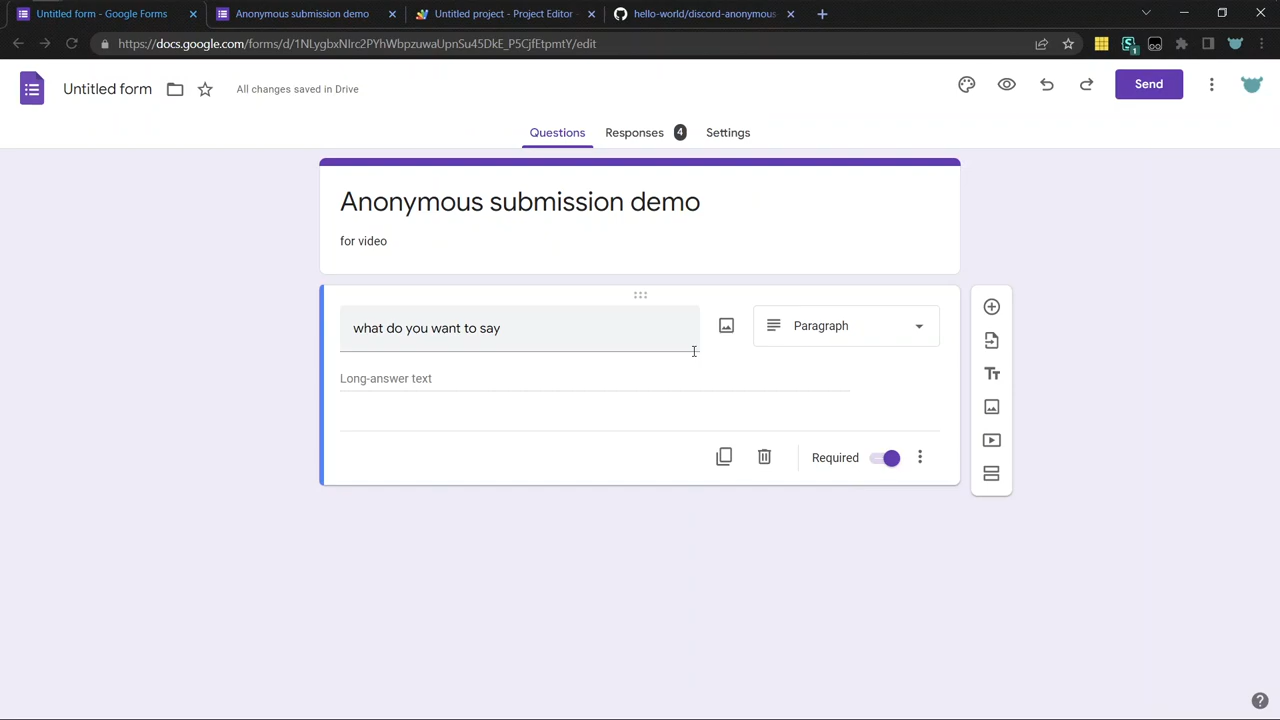 Untitled form - Google Forms
Anonymous submission demo
Untitled project - Project Editor -
hello-world/discord-anonymous
https://docs.google.com/forms/d/1NLygbxNIrc2PYhWbpzuwaUpnSu45DkE_P5CjfEtpmtY/edit
1
Untitled form
All changes saved in Drive
Send
Questions
Responses 4
Settings
Anonymous submission demo
for video
what do you want to say
Paragraph
Long-answer text
Required